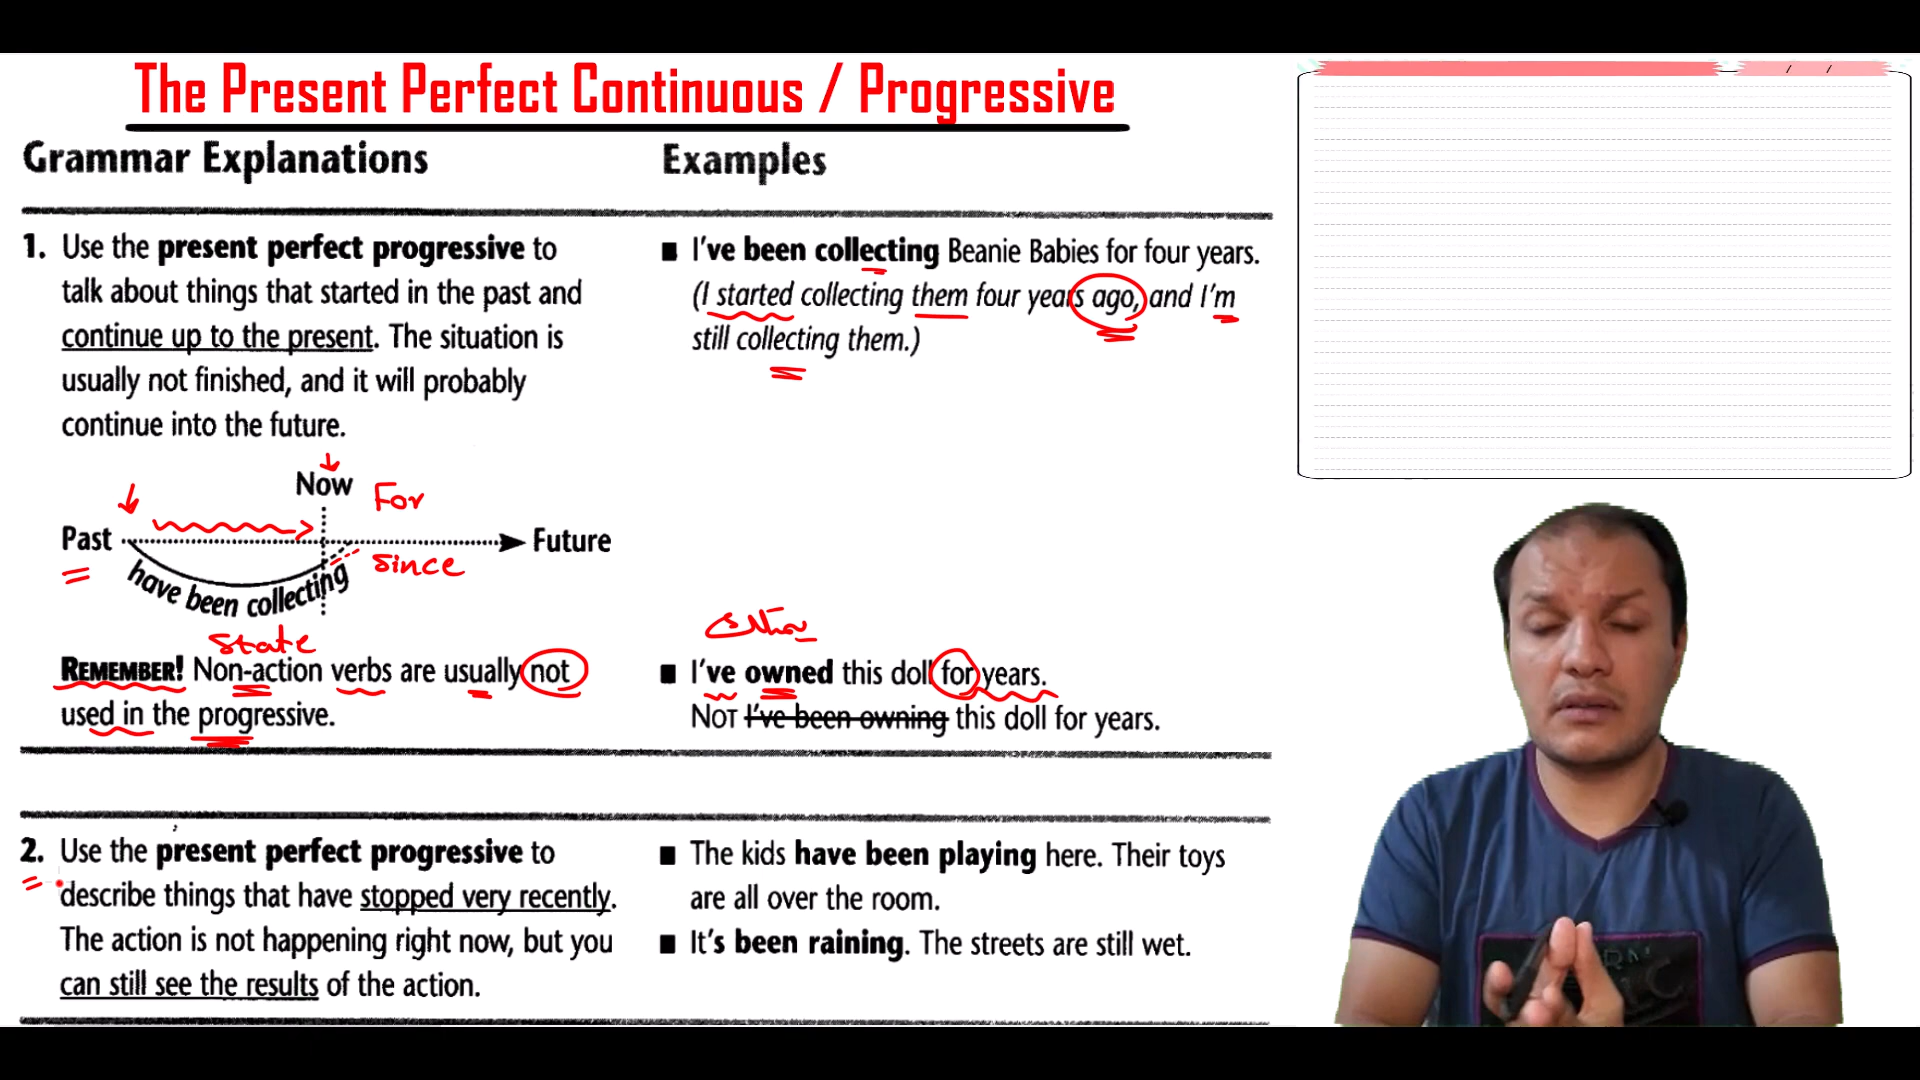 The Present Perfect Continuous / Progressive
Grammar Explanations
Examples
1. Use the present perfect progressive to
talk about things that started in the past and
continue up to the present. The situation is
usually not finished, and it will probably
continue into the future.
■ I've been collecting Beanie Babies for four years.
(I started collecting them four years ago, and I'm
still collecting them.)
Now
For
Past
Future
since
have been collecting
state
REMEMBER! Non-action verbs are usually not
used in the progressive.
■ I've owned this doll for years.
NOT I've been owning this doll for years.
2. Use the present perfect progressive to
describe things that have stopped very recently.
The action is not happening right now, but you
can still see the results of the action.
■ The kids have been playing here. Their toys
are all over the room.
■ It's been raining. The streets are still wet.
/ /